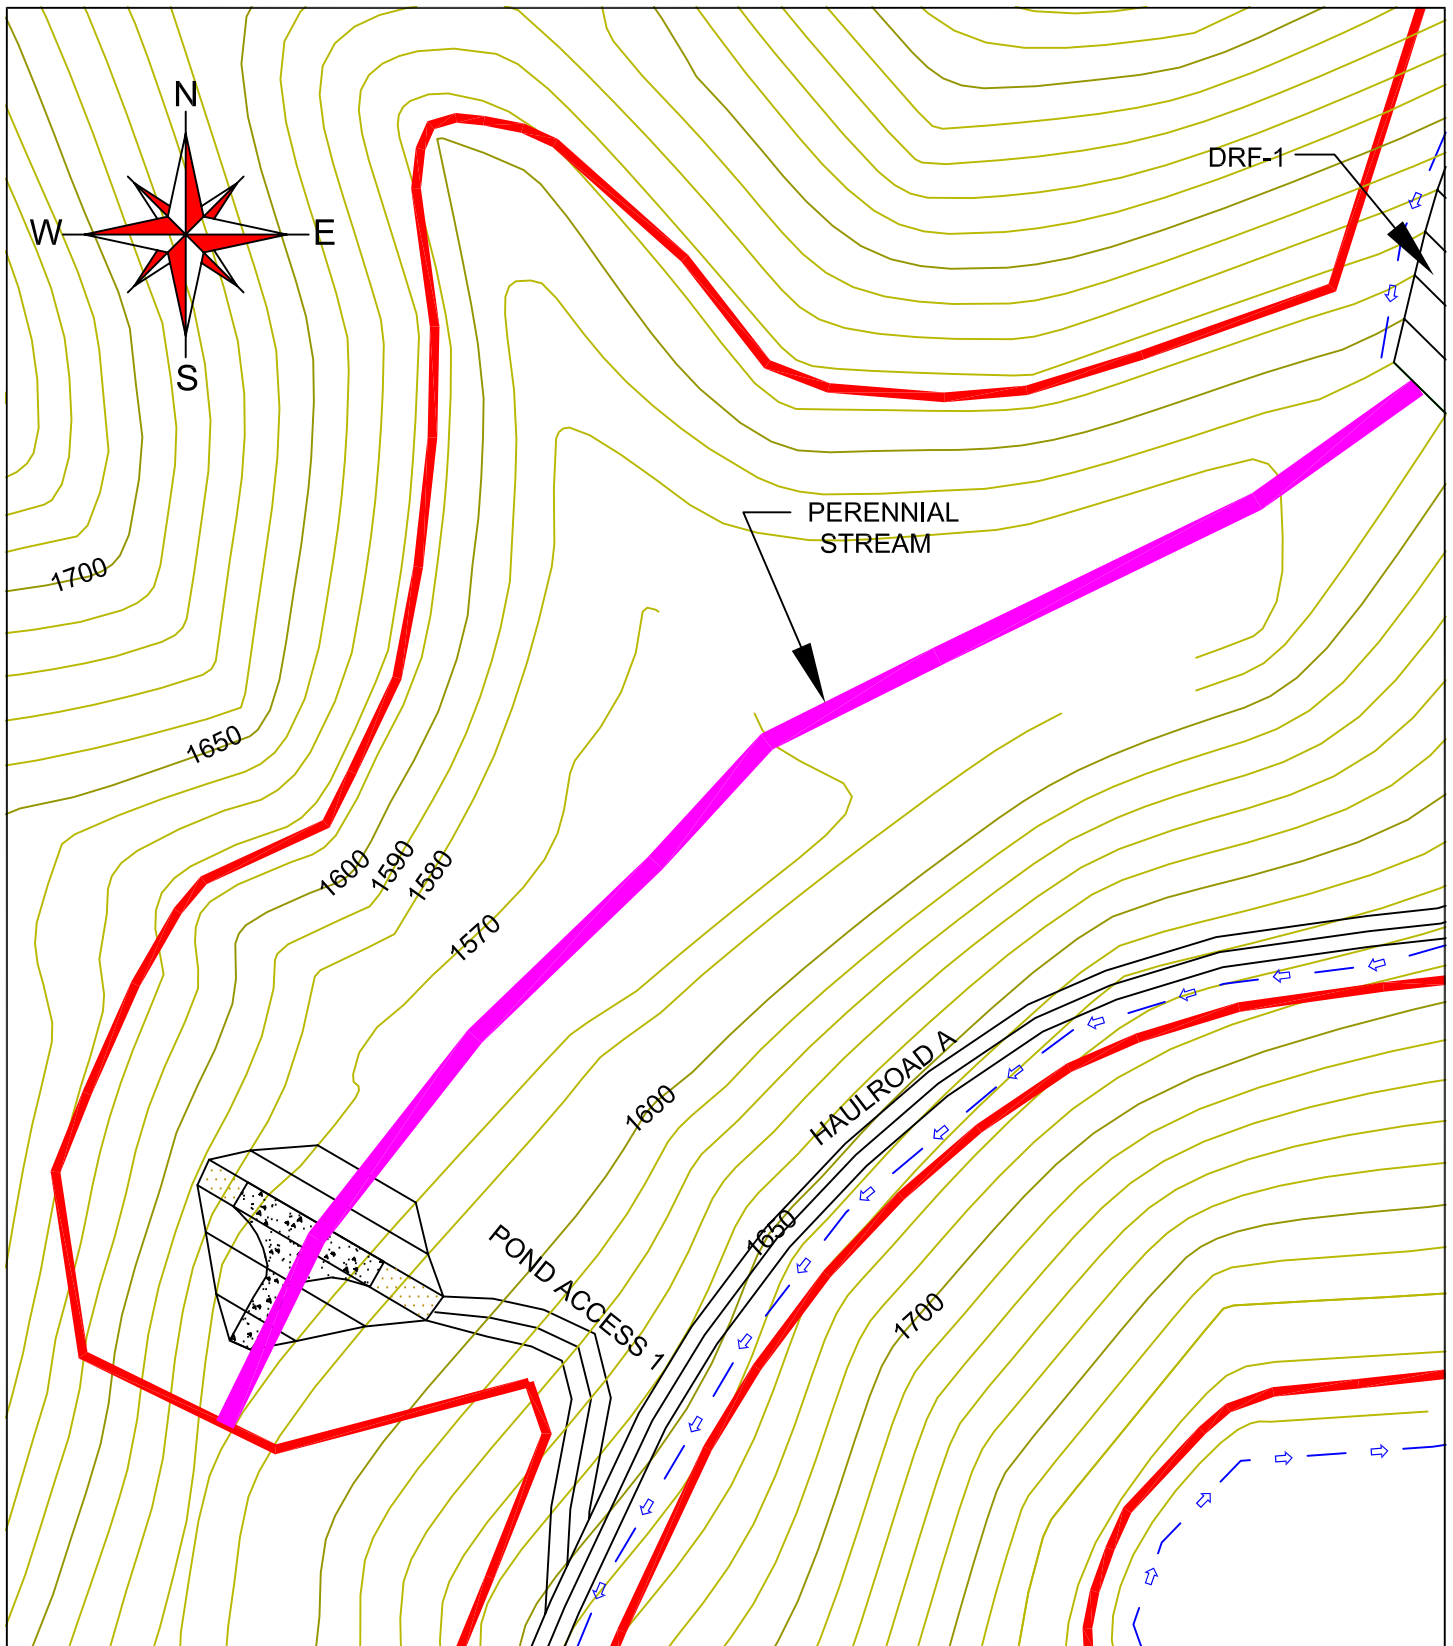 N
DRF-1
W
E
S
PERENNIAL
STREAM
1700
1650
1600
1590
1580
1570
HAULROAD A
1600
1650
POND ACCESS 1
1700